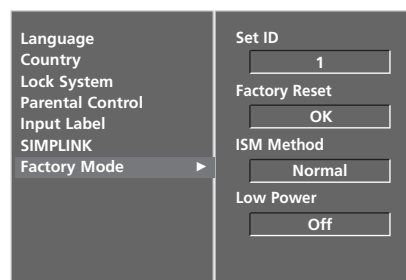 Language
Country
Lock System
Parental Control
Input Label
SIMPLINK
Factory Mode ►
Set ID
1
Factory Reset
OK
ISM Method
Normal
Low Power
Off